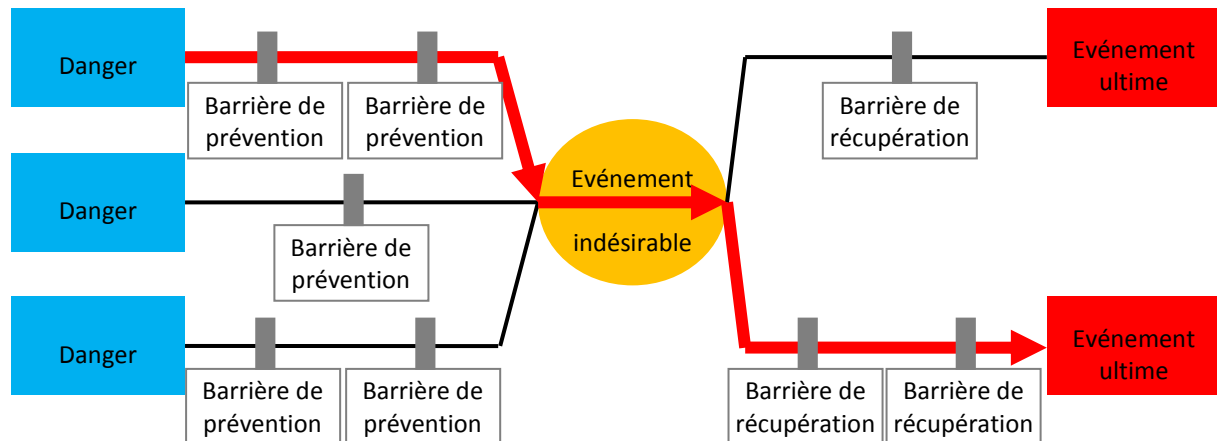 Danger
Barrière de
prévention
Barrière de
prévention
Barrière de
récupération
Evénement
ultime
Danger
Barrière de
prévention
Evénement
indésirable
Danger
Barrière de
prévention
Barrière de
prévention
Barrière de
récupération
Barrière de
récupération
Evénement
ultime